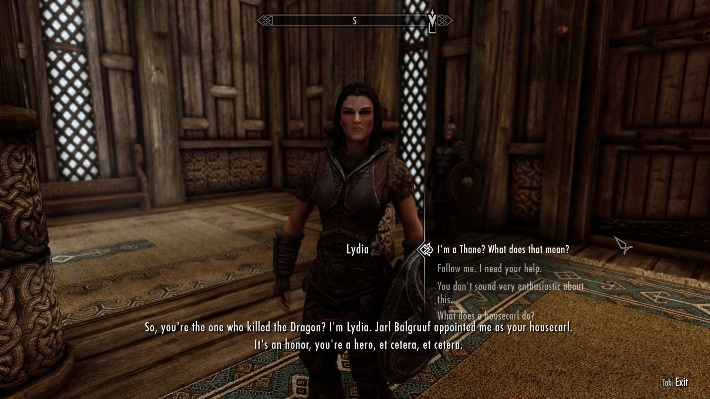 S
Lydia
I'm a Thane? What does that mean?
Follow me. I need your help.
You don't sound very enthusiastic about
this..
What does a housecarl do?
So, you're the one who killed the Dragon? I'm Lydia. Jarl Balgruuf appointed me as your housecarl.
It's an honor, you're a hero, et cetera, et cetera.
Tab Exit